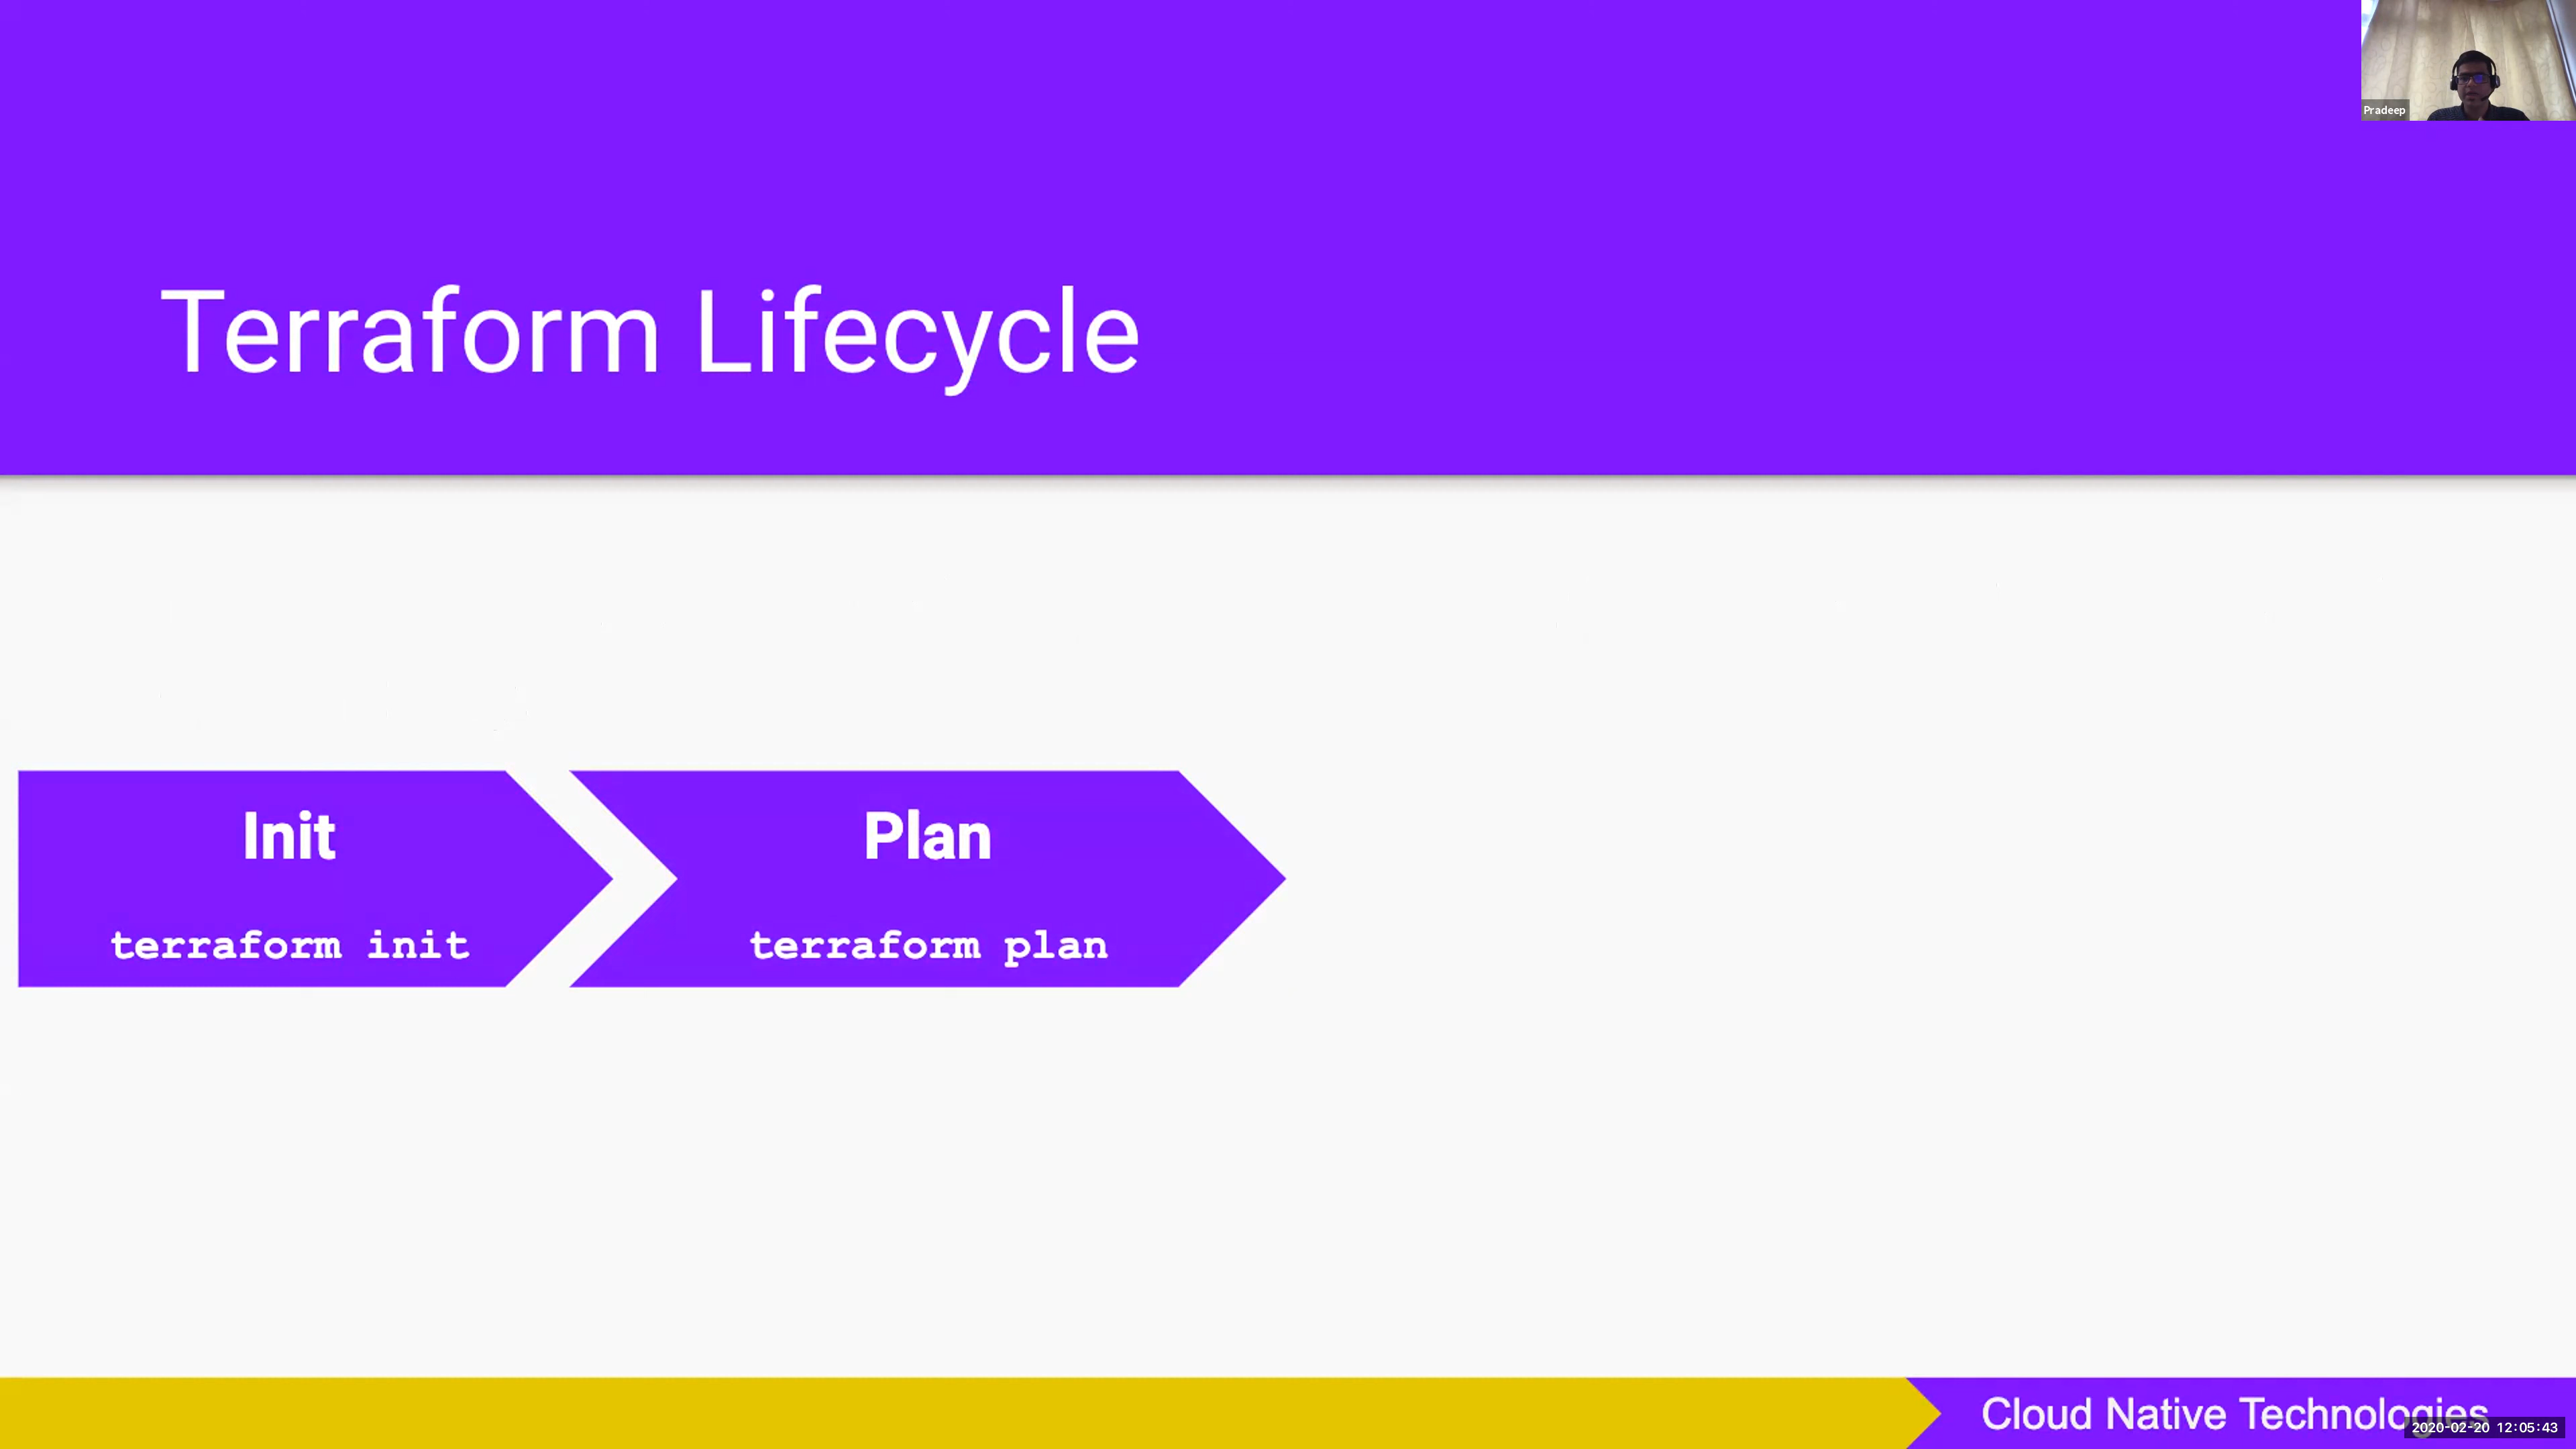 Pradeep
Terraform Lifecycle
Init
terraform init
Plan
terraform plan
Cloud Native Technologies
2020-02-20 12:05:43